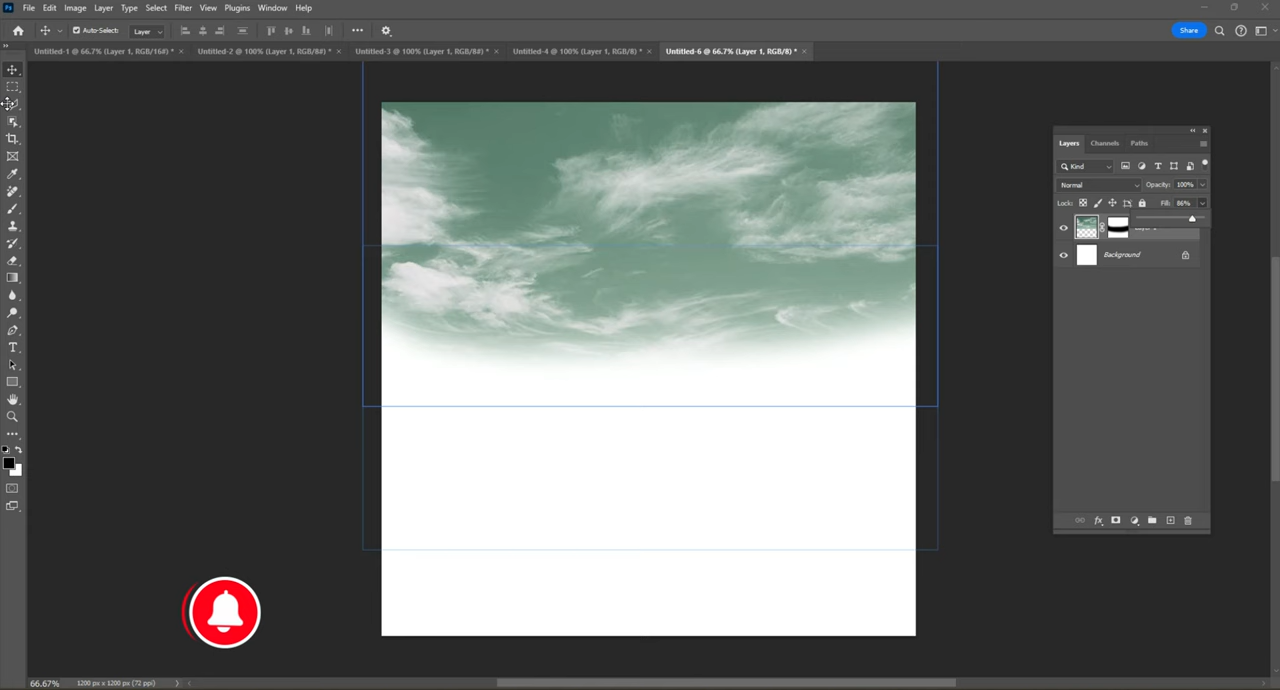 Ps File Edit Image Layer Type Select Filter View Plugins Window Help
Auto-Select: Layer Share
Untitled-1 @ 66.7% (Layer 1, RGB/16#) * × Untitled-2 @ 100% (Layer 1, RGB/8#) * × Untitled-3 @ 100% (Layer 1, RGB/8#) * × Untitled-4 @ 100% (Layer 1, RGB/8) * × Untitled-6 @ 66.7% (Layer 1, RGB/8) * ×
Layers Channels Paths
Kind
Normal Opacity: 100%
Lock: Fill: 86%
Background
fx
T
66.67% 1200 px x 1200 px (72 ppi)